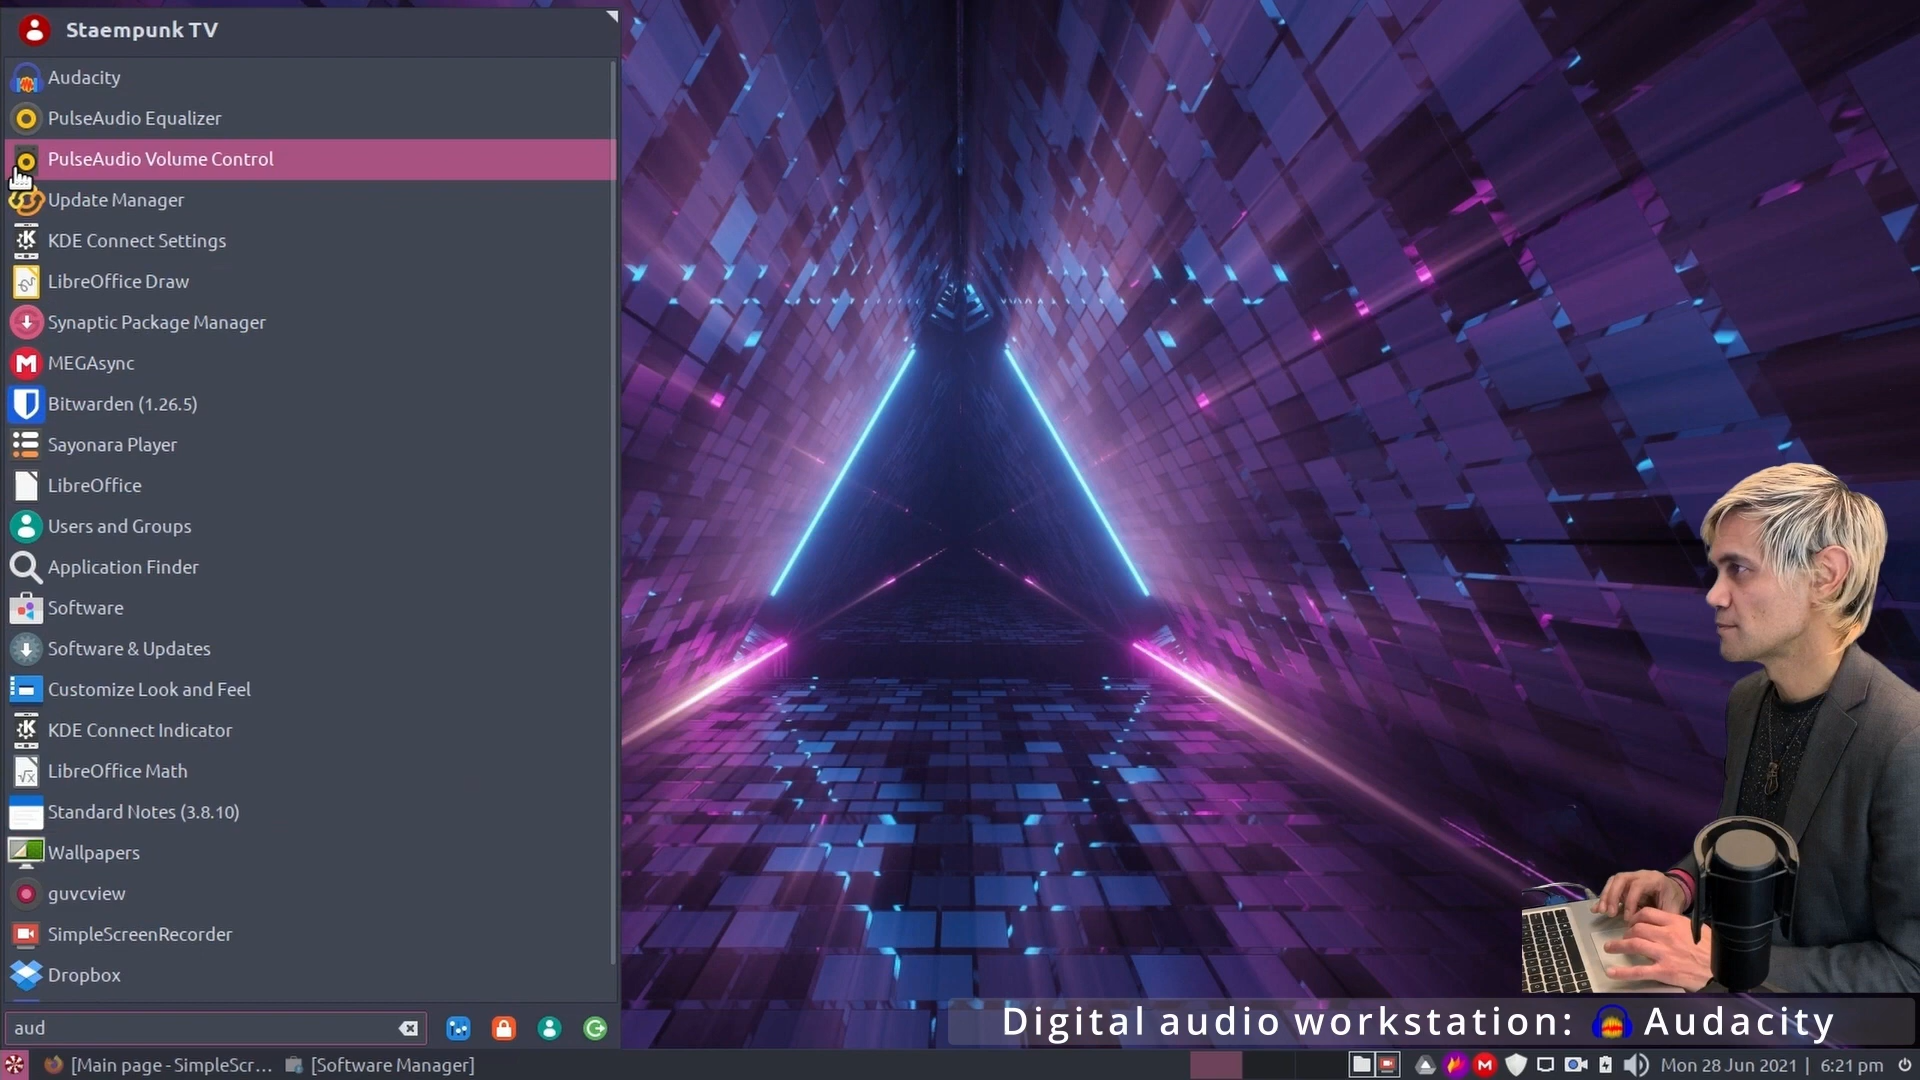 Staempunk TV
Audacity
PulseAudio Equalizer
PulseAudio Volume Control
Update Manager
KDE Connect Settings
LibreOffice Draw
Synaptic Package Manager
MEGAsync
Bitwarden (1.26.5)
Sayonara Player
LibreOffice
Users and Groups
Application Finder
Software
Software & Updates
Customize Look and Feel
KDE Connect Indicator
LibreOffice Math
Standard Notes (3.8.10)
Wallpapers
guvcview
SimpleScreenRecorder
Dropbox
aud
Digital audio workstation: Audacity
[Main page - SimpleScr... [Software Manager]
Mon 28 Jun 2021 | 6:21 pm